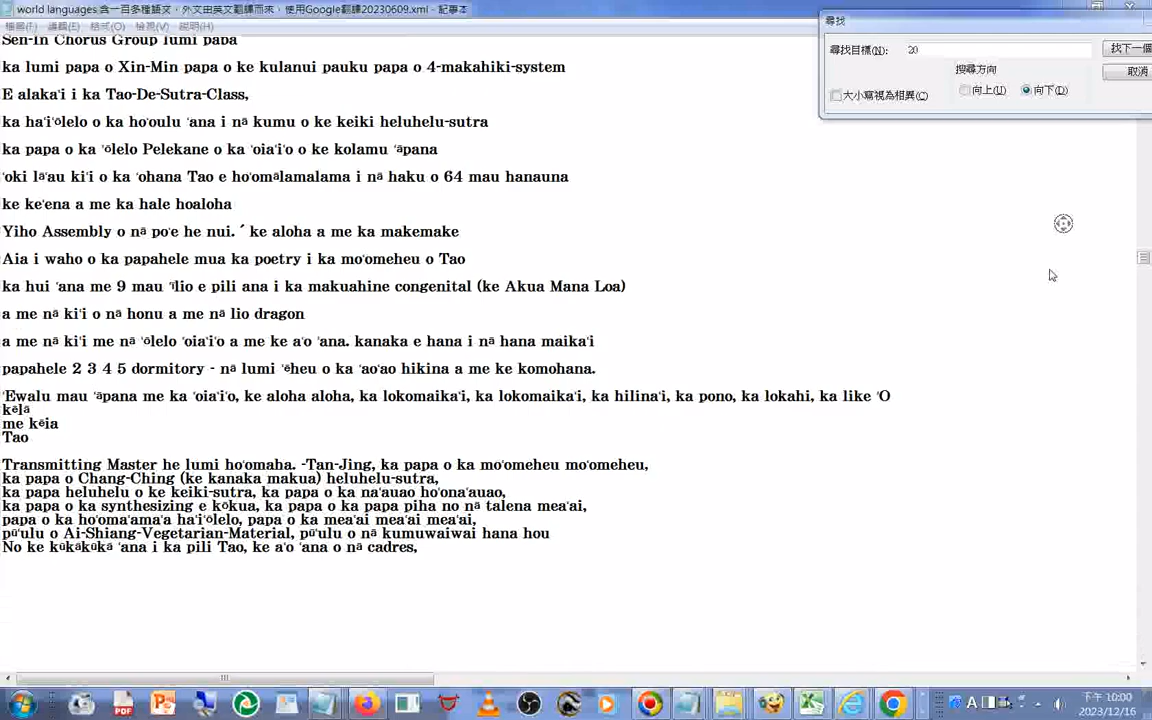 world languages 含一百多種語文，外文由英文翻譯而來，使用Google翻譯20230609.xml - 記事本
檔案(F) 編輯(E) 格式(O) 檢視(V) 說明(H)
尋找
尋找目標(N): 20
找下一個
搜尋方向
取消
大小寫視為相異(C) 向上(U) 向下(D)
Sen-In Chorus Group lumi papa
ka lumi papa o Xin-Min papa o ke kulanui pauku papa o 4-makahiki-system
E alakaʻi i ka Tao-De-Sutra-Class,
ka haʻiʻōlelo o ka hoʻoulu ʻana i nā kumu o ke keiki heluhelu-sutra
ka papa o ka ʻōlelo Pelekane o ka ʻoiaʻiʻo o ke kolamu ʻāpana
ʻoki lāʻau kiʻi o ka ʻohana Tao e hoʻomālamalama i nā haku o 64 mau hanauna
ke keʻena a me ka hale hoaloha
Yiho Assembly o nā poʻe he nui. ´ ke aloha a me ka makemake
Aia i waho o ka papahele mua ka poetry i ka moʻomeheu o Tao
ka hui ʻana me 9 mau ʻīlio e pili ana i ka makuahine congenital (ke Akua Mana Loa)
a me nā kiʻi o nā honu a me nā lio dragon
a me nā kiʻi me nā ʻōlelo ʻoiaʻiʻo a me ke aʻo ʻana. kanaka e hana i nā hana maikaʻi
papahele 2 3 4 5 dormitory - nā lumi ʻēheu o ka ʻaoʻao hikina a me ke komohana.
ʻEwalu mau ʻāpana me ka ʻoiaʻiʻo, ke aloha aloha, ka lokomaikaʻi, ka lokomaikaʻi, ka hilinaʻi, ka pono, ka lokahi, ka like ʻO
kēlā
me kēia
Tao
Transmitting Master he lumi hoʻomaha. -Tan-Jing, ka papa o ka moʻomeheu moʻomeheu,
ka papa o Chang-Ching (ke kanaka makua) heluhelu-sutra,
ka papa heluhelu o ke keiki-sutra, ka papa o ka naʻauao hoʻonaʻauao,
ka papa o ka synthesizing e kōkua, ka papa o ka papa piha no nā talena meaʻai,
papa o ka hoʻomaʻamaʻa haʻiʻōlelo, papa o ka meaʻai meaʻai meaʻai,
pūʻulu o Ai-Shiang-Vegetarian-Material, pūʻulu o nā kumuwaiwai hana hou
No ke kūkākūkā ʻana i ka pili Tao, ke aʻo ʻana o nā cadres,
下午 10:00
2023/12/16